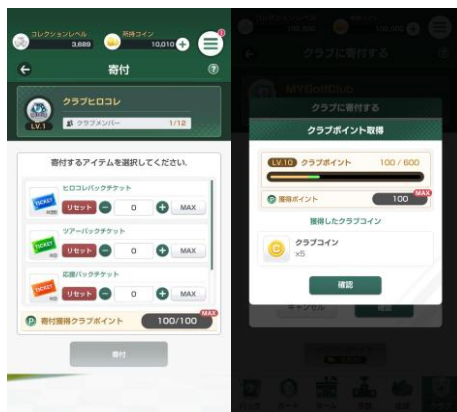 コレクションレベル
3,689
所持コイン
10,010
寄付
クラブヒロコレ
LV.1
クラブメンバー
1/12
寄付するアイテムを選択してください。
ヒロコレパックチケット
TICKET
リセット
0
MAX
ツアーパックチケット
TICKET
リセット
0
MAX
応援パックチケット
TICKET
リセット
0
MAX
寄付獲得クラブポイント
100/100
MAX
寄付
クラブに寄付する
MYGolfClub
クラブに寄付する
クラブポイント取得
LV.10
クラブポイント
100 / 600
獲得ポイント
100
MAX
獲得したクラブコイン
クラブコイン
x5
確認
キャンセル
確認